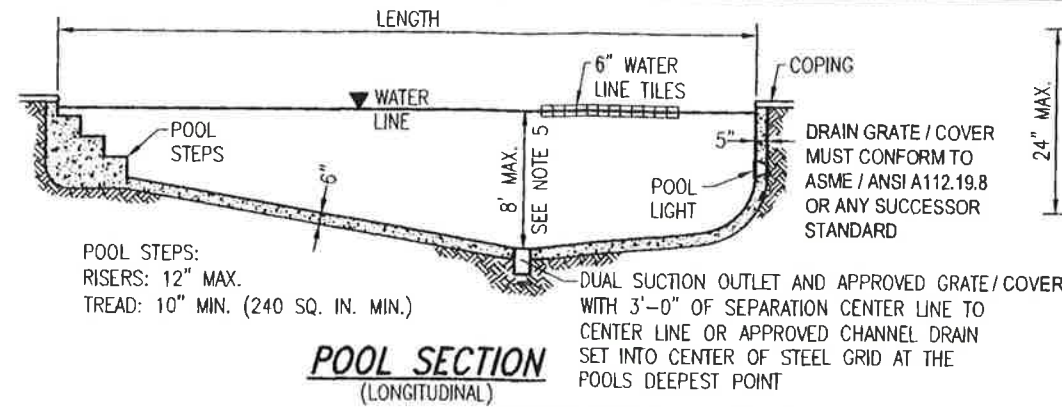 LENGTH
6" WATER
LINE TILES
COPING
WATER
LINE
POOL
STEPS
6"
8' MAX.
SEE NOTE 5
5"
POOL
LIGHT
DRAIN GRATE / COVER
MUST CONFORM TO
ASME / ANSI A112.19.8
OR ANY SUCCESSOR
STANDARD
24" MAX.
POOL STEPS:
RISERS: 12" MAX.
TREAD: 10" MIN. (240 SQ. IN. MIN.)
DUAL SUCTION OUTLET AND APPROVED GRATE/COVER
WITH 3'-0" OF SEPARATION CENTER LINE TO
CENTER LINE OR APPROVED CHANNEL DRAIN
SET INTO CENTER OF STEEL GRID AT THE
POOLS DEEPEST POINT
POOL SECTION
(LONGITUDINAL)